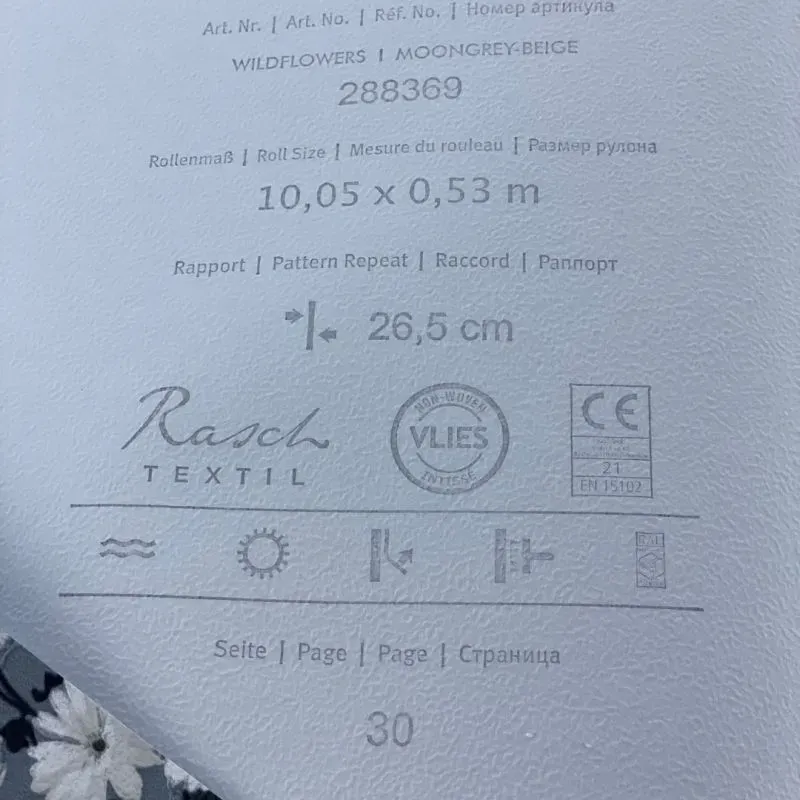 Art. Nr. | Art. No. | Réf. No. | Номер артикула
WILDFLOWERS | MOONGREY-BEIGE
288369
Rollenmaß | Roll Size | Mesure du rouleau | Размер рулона
10,05 x 0,53 m
Rapport | Pattern Repeat | Raccord | Раппорт
26,5 cm
Rasch
TEXTIL
NON-WOVEN
VLIES
INTISSÉ
CE
21
EN 15102
RAL
Seite | Page | Page | Страница
30